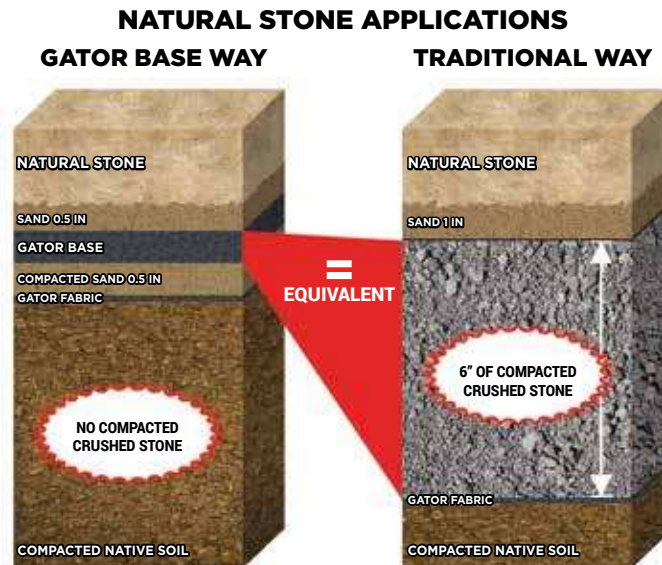 NATURAL STONE APPLICATIONS
GATOR BASE WAY
NATURAL STONE
SAND 0.5 IN
GATOR BASE
COMPACTED SAND 0.5 IN
GATOR FABRIC
NO COMPACTED
CRUSHED STONE
COMPACTED NATIVE SOIL
=
EQUIVALENT
TRADITIONAL WAY
NATURAL STONE
SAND 1 IN
6” OF COMPACTED
CRUSHED STONE
GATOR FABRIC
COMPACTED NATIVE SOIL